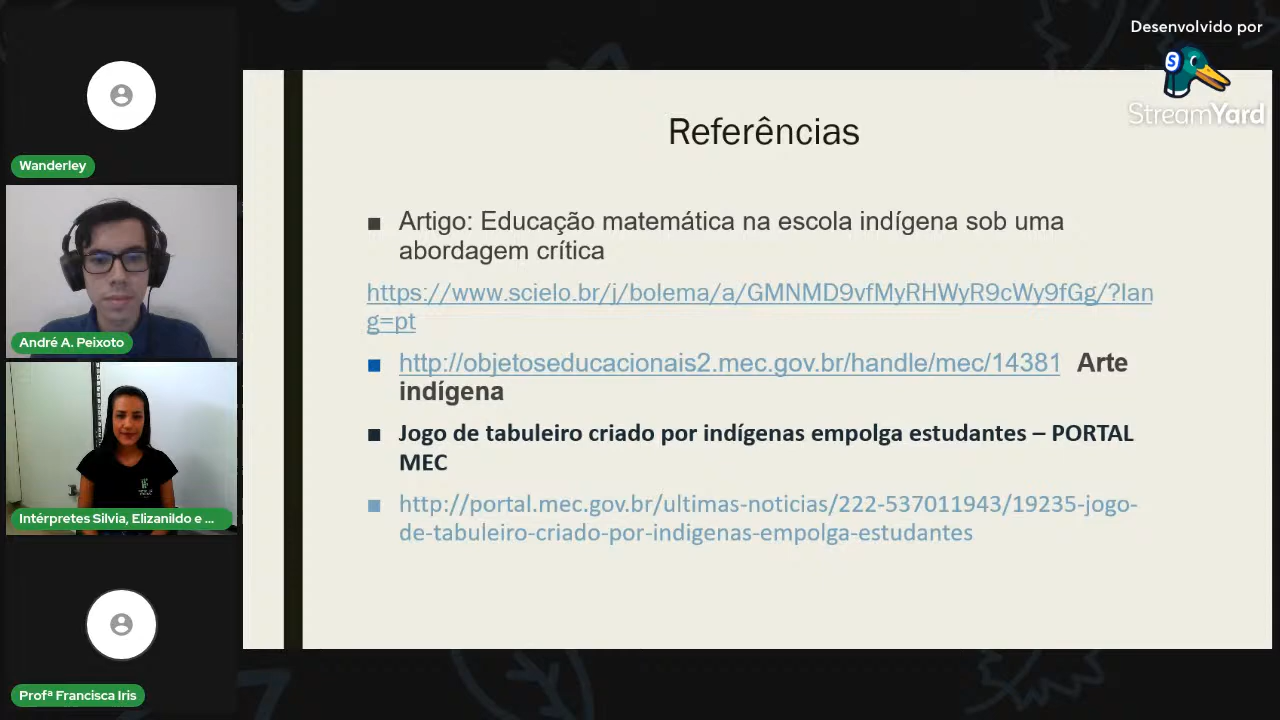 Desenvolvido por
StreamYard
Wanderley
André A. Peixoto
Intérpretes Silvia, Elizanildo e ...
Profª Francisca Iris
Referências
Artigo: Educação matemática na escola indígena sob uma
abordagem crítica
https://www.scielo.br/j/bolema/a/GMNMD9vfMyRHWyR9cWy9fGg/?lan
g=pt
http://objetoseducacionais2.mec.gov.br/handle/mec/14381 Arte
indígena
Jogo de tabuleiro criado por indígenas empolga estudantes – PORTAL
MEC
http://portal.mec.gov.br/ultimas-noticias/222-537011943/19235-jogo-
de-tabuleiro-criado-por-indigenas-empolga-estudantes